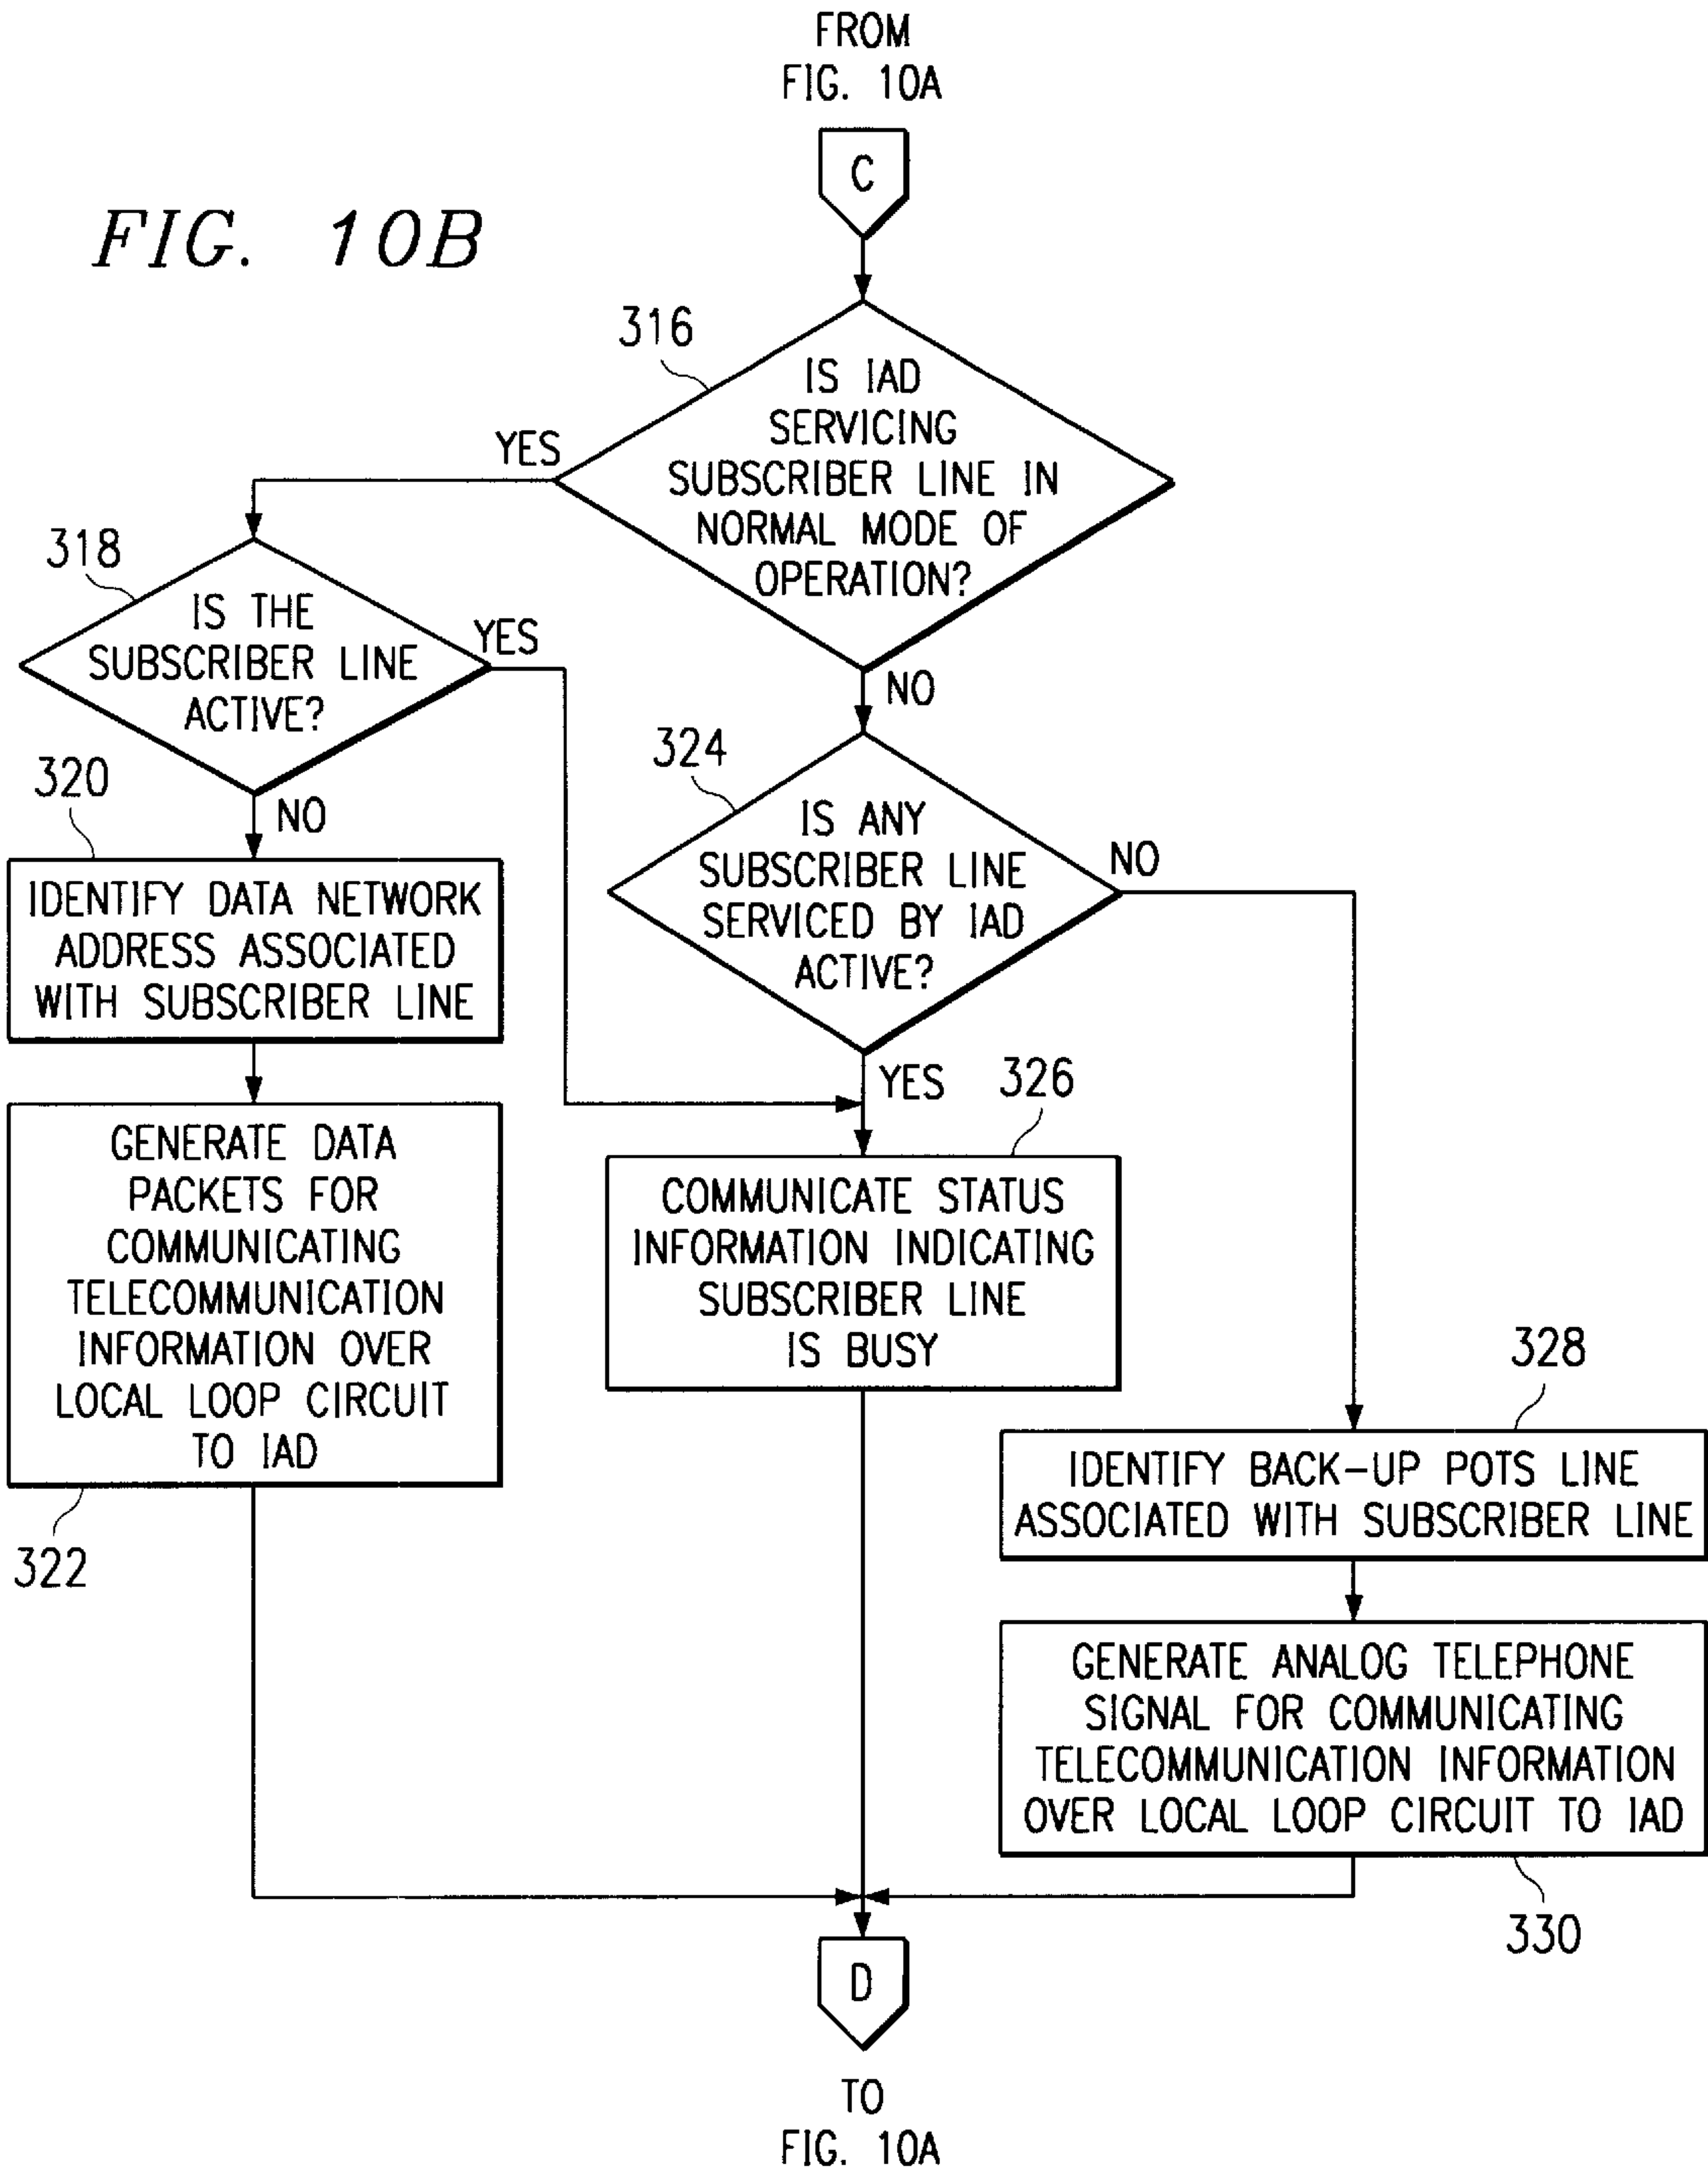 FROM
FIG. 10A
C
FIG. 10B
316
IS IAD
SERVICING
SUBSCRIBER LINE IN
NORMAL MODE OF
OPERATION?
YES
NO
318
IS THE
SUBSCRIBER LINE
ACTIVE?
YES
NO
324
IS ANY
SUBSCRIBER LINE
SERVICED BY IAD
ACTIVE?
NO
YES
320
IDENTIFY DATA NETWORK
ADDRESS ASSOCIATED
WITH SUBSCRIBER LINE
GENERATE DATA
PACKETS FOR
COMMUNICATING
TELECOMMUNICATION
INFORMATION OVER
LOCAL LOOP CIRCUIT
TO IAD
322
326
COMMUNICATE STATUS
INFORMATION INDICATING
SUBSCRIBER LINE
IS BUSY
328
IDENTIFY BACK-UP POTS LINE
ASSOCIATED WITH SUBSCRIBER LINE
GENERATE ANALOG TELEPHONE
SIGNAL FOR COMMUNICATING
TELECOMMUNICATION INFORMATION
OVER LOCAL LOOP CIRCUIT TO IAD
330
D
TO
FIG. 10A